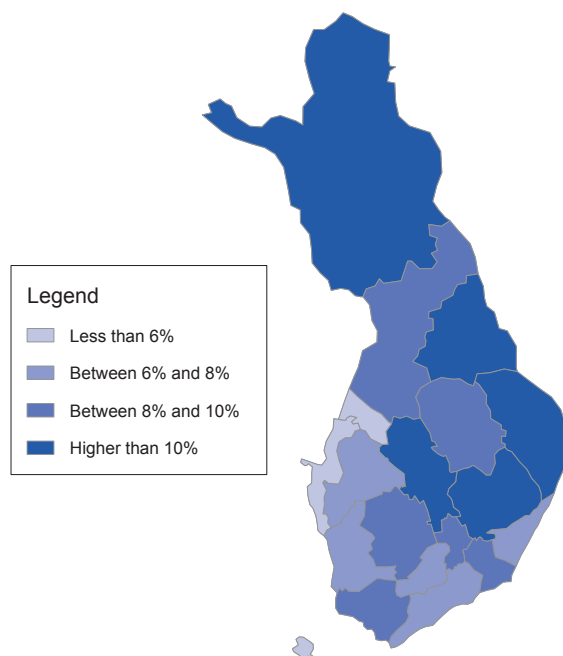 Legend
Less than 6%
Between 6% and 8%
Between 8% and 10%
Higher than 10%